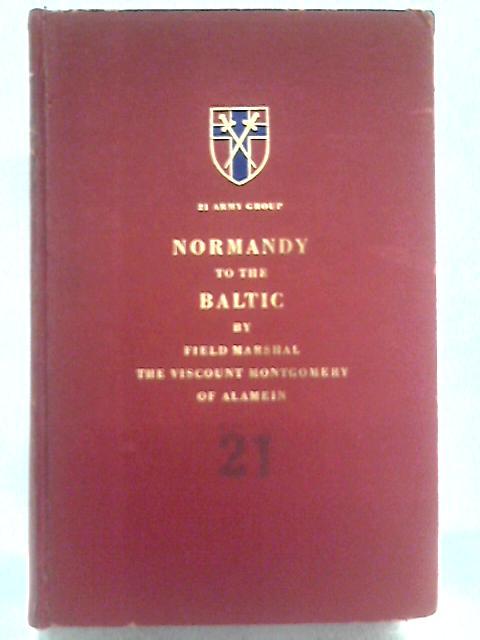 21 ARMY GROUP
NORMANDY
TO THE
BALTIC
BY
FIELD MARSHAL
THE VISCOUNT MONTGOMERY
OF ALAMEIN
21